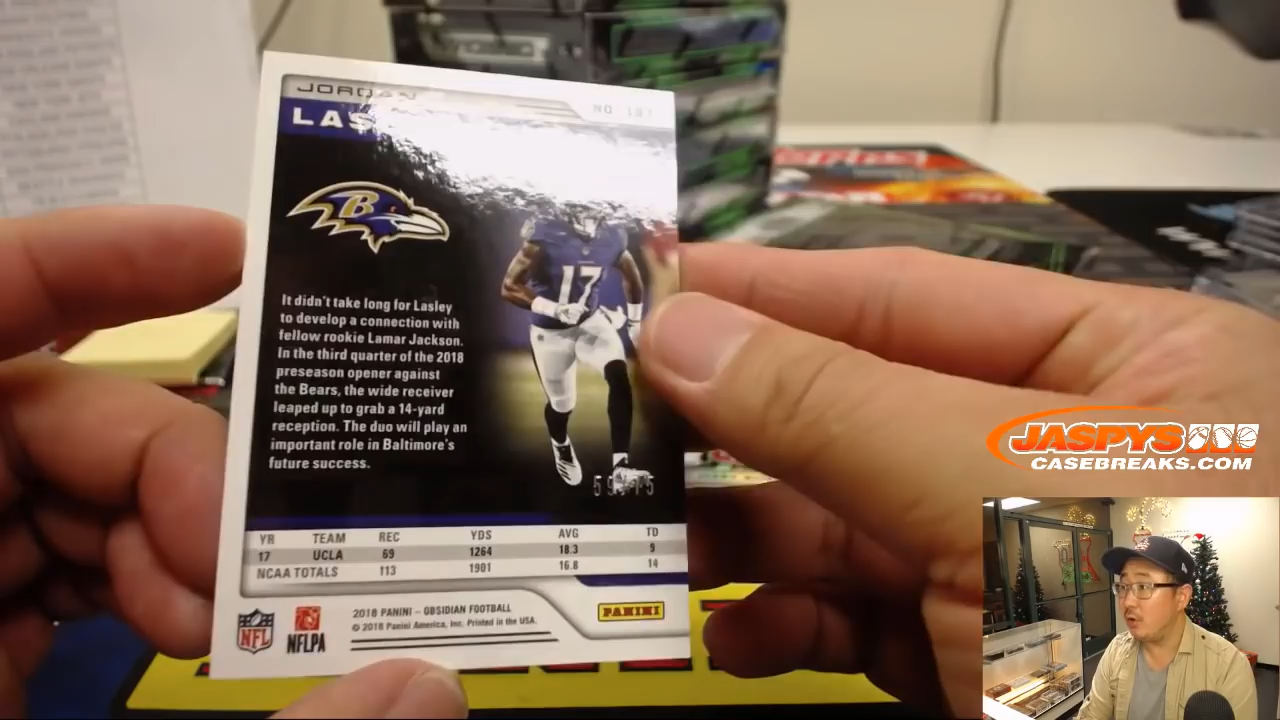 JORDAN
LAS
NO.
B
17
It didn't take long for Lasley
to develop a connection with
fellow rookie Lamar Jackson.
In the third quarter of the 2018
preseason opener against
the Bears, the wide receiver
leaped up to grab a 14-yard
reception. The duo will play an
important role in Baltimore's
future success.
YR TEAM REC YDS AVG TD
17 UCLA 69 1264 18.3 9
NCAA TOTALS 113 1901 16.8 14
NFL
NFLPA
2018 PANINI – OBSIDIAN FOOTBALL
© 2018 Panini America, Inc. Printed in the USA.
PANINI
JASPYS
CASEBREAKS.COM